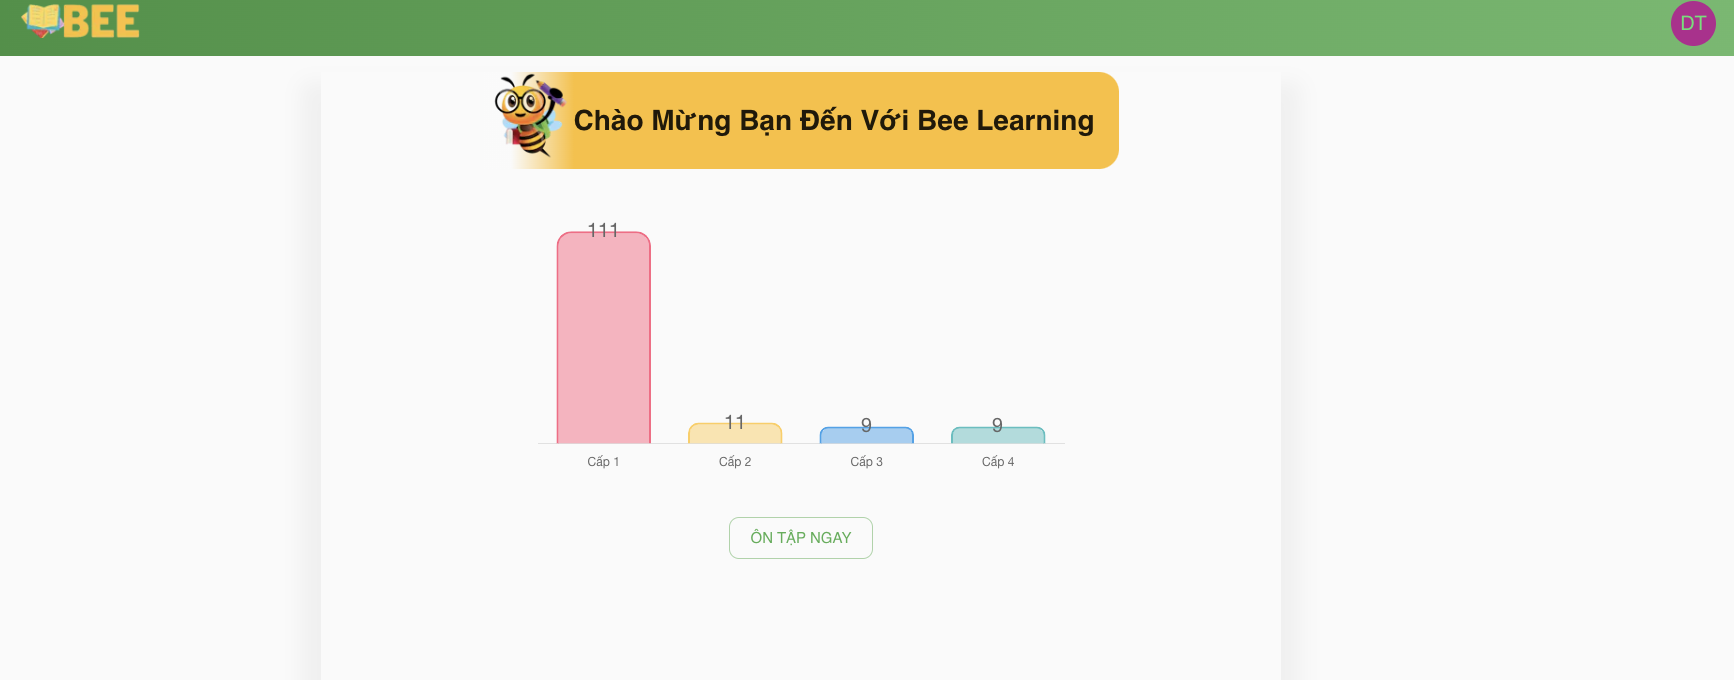 BEE
DT
Chào Mừng Bạn Đến Với Bee Learning
111
11
9
9
Cấp 1
Cấp 2
Cấp 3
Cấp 4
ÔN TẬP NGAY